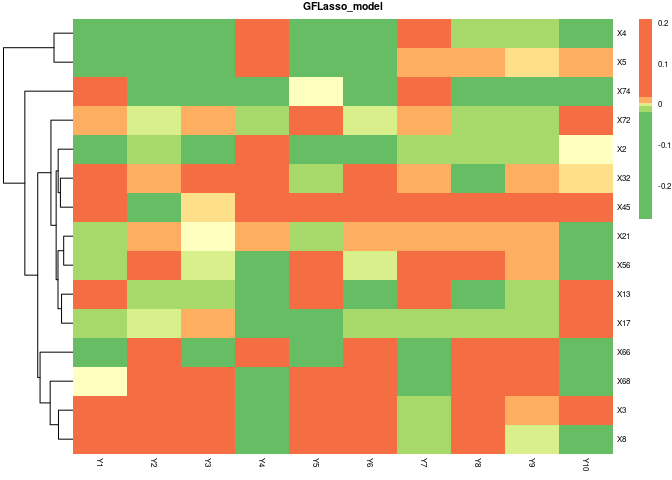 GFLasso_model
X4
X5
X74
X72
X2
X32
X45
X21
X56
X13
X17
X66
X68
X3
X8
Y1
Y2
Y3
Y4
Y5
Y6
Y7
Y8
Y9
Y10
0.2
0.1
0
-0.1
-0.2